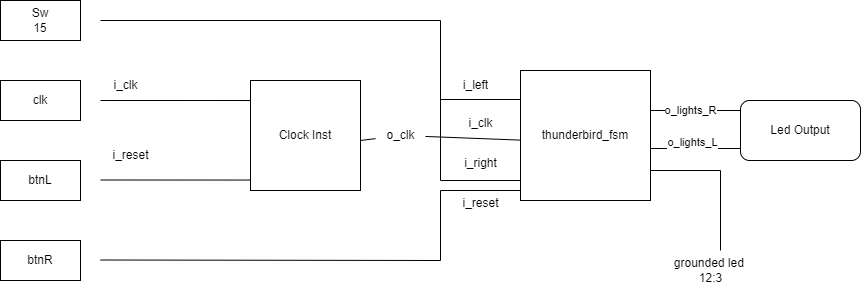 Sw
15
i_clk
i_left
clk
o_lights_R
i_clk
Clock Inst
o_clk
thunderbird_fsm
Led Output
o_lights_L
i_reset
i_right
btnL
i_reset
btnR
grounded led
12:3